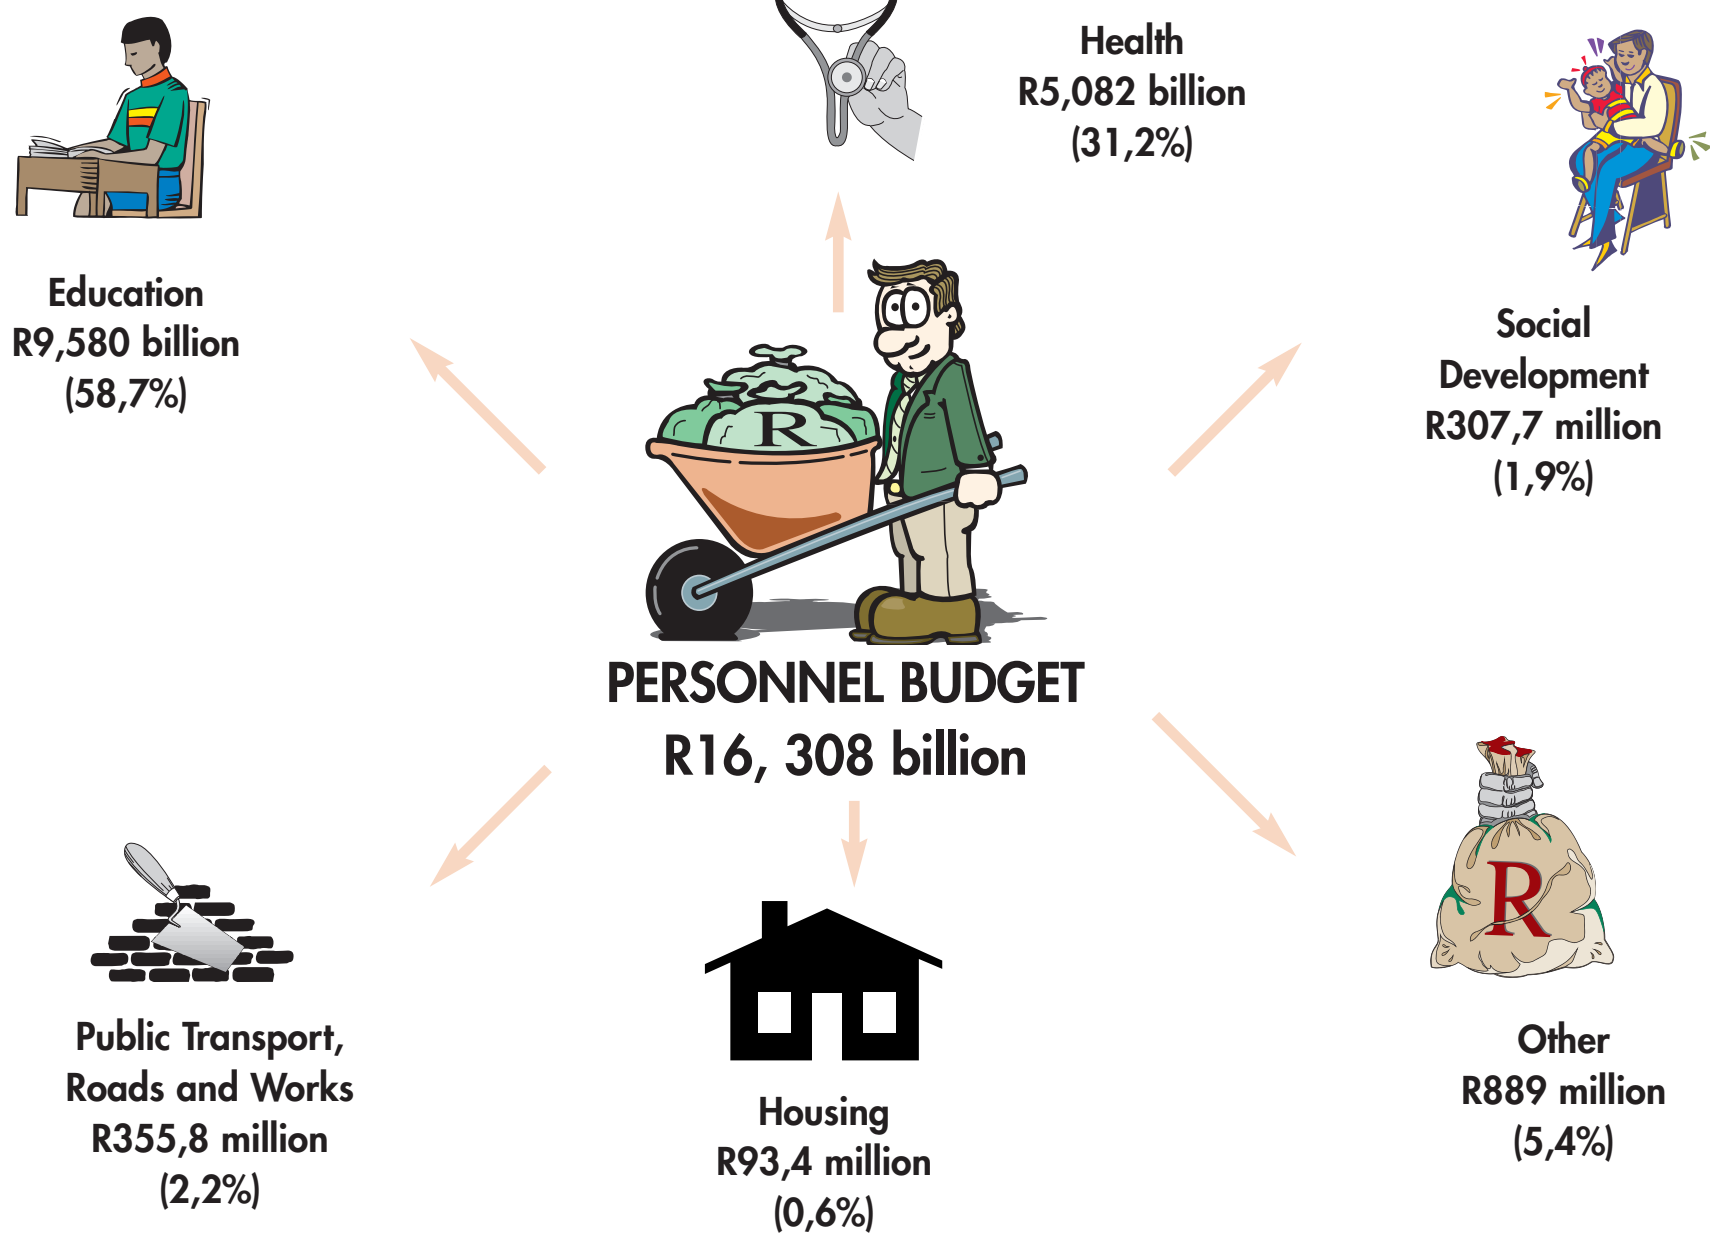 Health
R5,082 billion
(31,2%)
Education
R9,580 billion
(58,7%)
Social
Development
R307,7 million
(1,9%)
R
PERSONNEL BUDGET
R16, 308 billion
R
Public Transport,
Roads and Works
R355,8 million
(2,2%)
Housing
R93,4 million
(0,6%)
Other
R889 million
(5,4%)